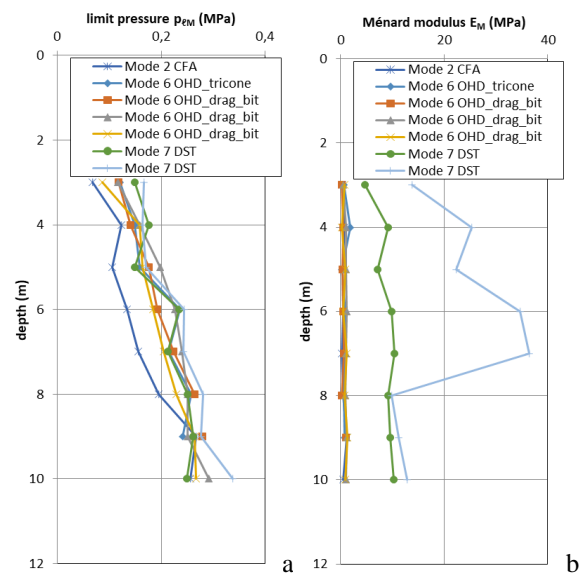 limit pressure pℓM (MPa)
0 0,2 0,4
0
2
4
6
8
10
12
depth (m)
Mode 2 CFA
Mode 6 OHD_tricone
Mode 6 OHD_drag_bit
Mode 6 OHD_drag_bit
Mode 6 OHD_drag_bit
Mode 7 DST
Mode 7 DST
a
Ménard modulus EM (MPa)
0 20 40
0
2
4
6
8
10
12
depth (m)
Mode 2 CFA
Mode 6 OHD_tricone
Mode 6 OHD_drag_bit
Mode 6 OHD_drag_bit
Mode 6 OHD_drag_bit
Mode 7 DST
Mode 7 DST
b